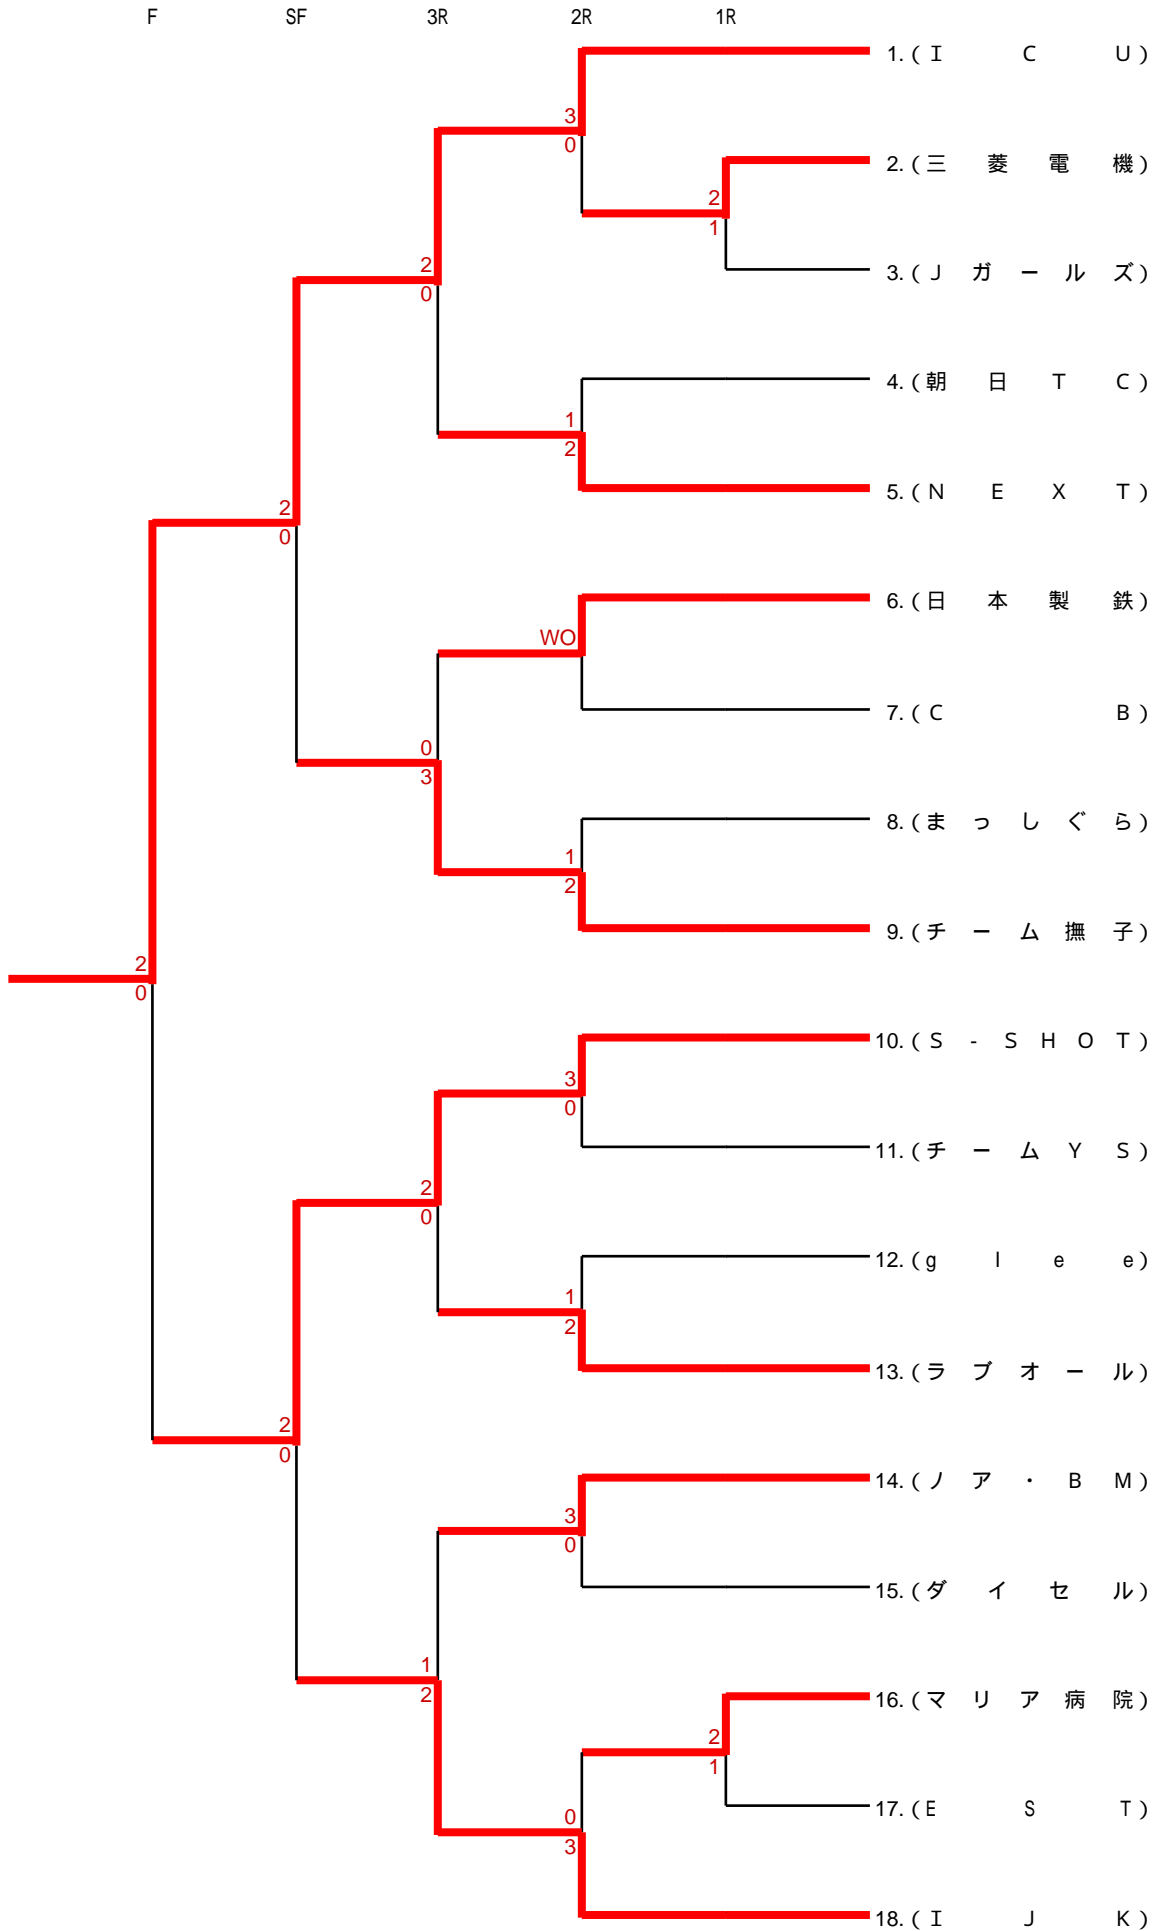 F SF 3R 2R 1R
1.(I C U)
3
0
2.(三 菱 電 機)
2
1
2
0
3.(J ガ ー ル ズ)
4.(朝 日 T C)
1
2
5.(N E X T)
2
0
6.(日 本 製 鉄)
WO
7.(C B)
0
3
8.(ま っ し ぐ ら)
1
2
9.(チ ー ム 撫 子)
2
0
10.(S - S H O T)
3
0
11.(チ ー ム Y S)
2
0
12.(g l e e)
1
2
13.(ラ ブ オ ー ル)
2
0
14.(ノ ア ・ B M)
3
0
15.(ダ イ セ ル)
1
2
16.(マ リ ア 病 院)
2
1
17.(E S T)
0
3
18.(I J K)